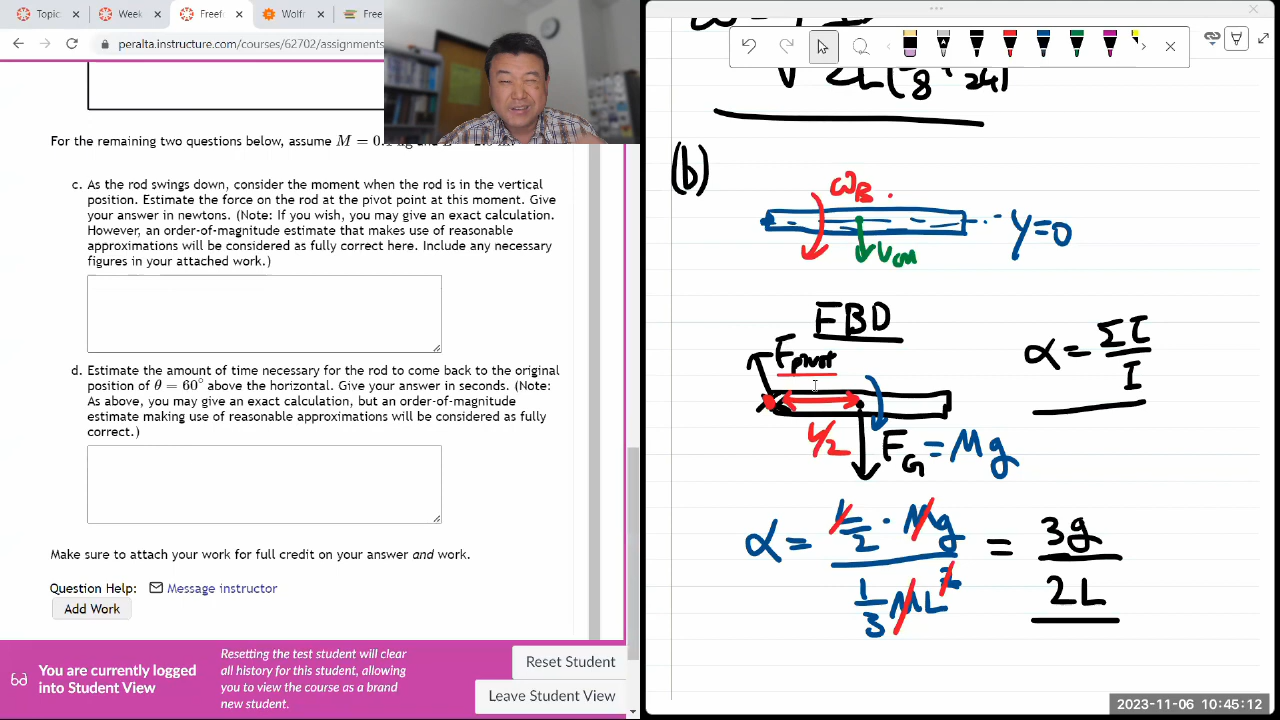 Topic
Week
Freef
Wolfr
Freef
peralta.instructure.com/courses/62702/assignments
For the remaining two questions below, assume M = 0.
c. As the rod swings down, consider the moment when the rod is in the vertical
position. Estimate the force on the rod at the pivot point at this moment. Give
your answer in newtons. (Note: If you wish, you may give an exact calculation.
However, an order-of-magnitude estimate that makes use of reasonable
approximations will be considered as fully correct here. Include any necessary
figures in your attached work.)
d. Estimate the amount of time necessary for the rod to come back to the original
position of θ = 60° above the horizontal. Give your answer in seconds. (Note:
As above, you may give an exact calculation, but an order-of-magnitude
estimate making use of reasonable approximations will be considered as fully
correct.)
Make sure to attach your work for full credit on your answer and work.
Question Help: Message instructor
Add Work
You are currently logged
into Student View
Resetting the test student will clear
all history for this student, allowing
you to view the course as a brand
new student.
Reset Student
Leave Student View
(b)
ω_B
y=0
V_CM
FBD
F_pivot
α = Στ / I
L/2
F_G = Mg
α = (L/2 · Mg) / (1/3 ML²) = 3g / 2L
2023-11-06 10:45:12